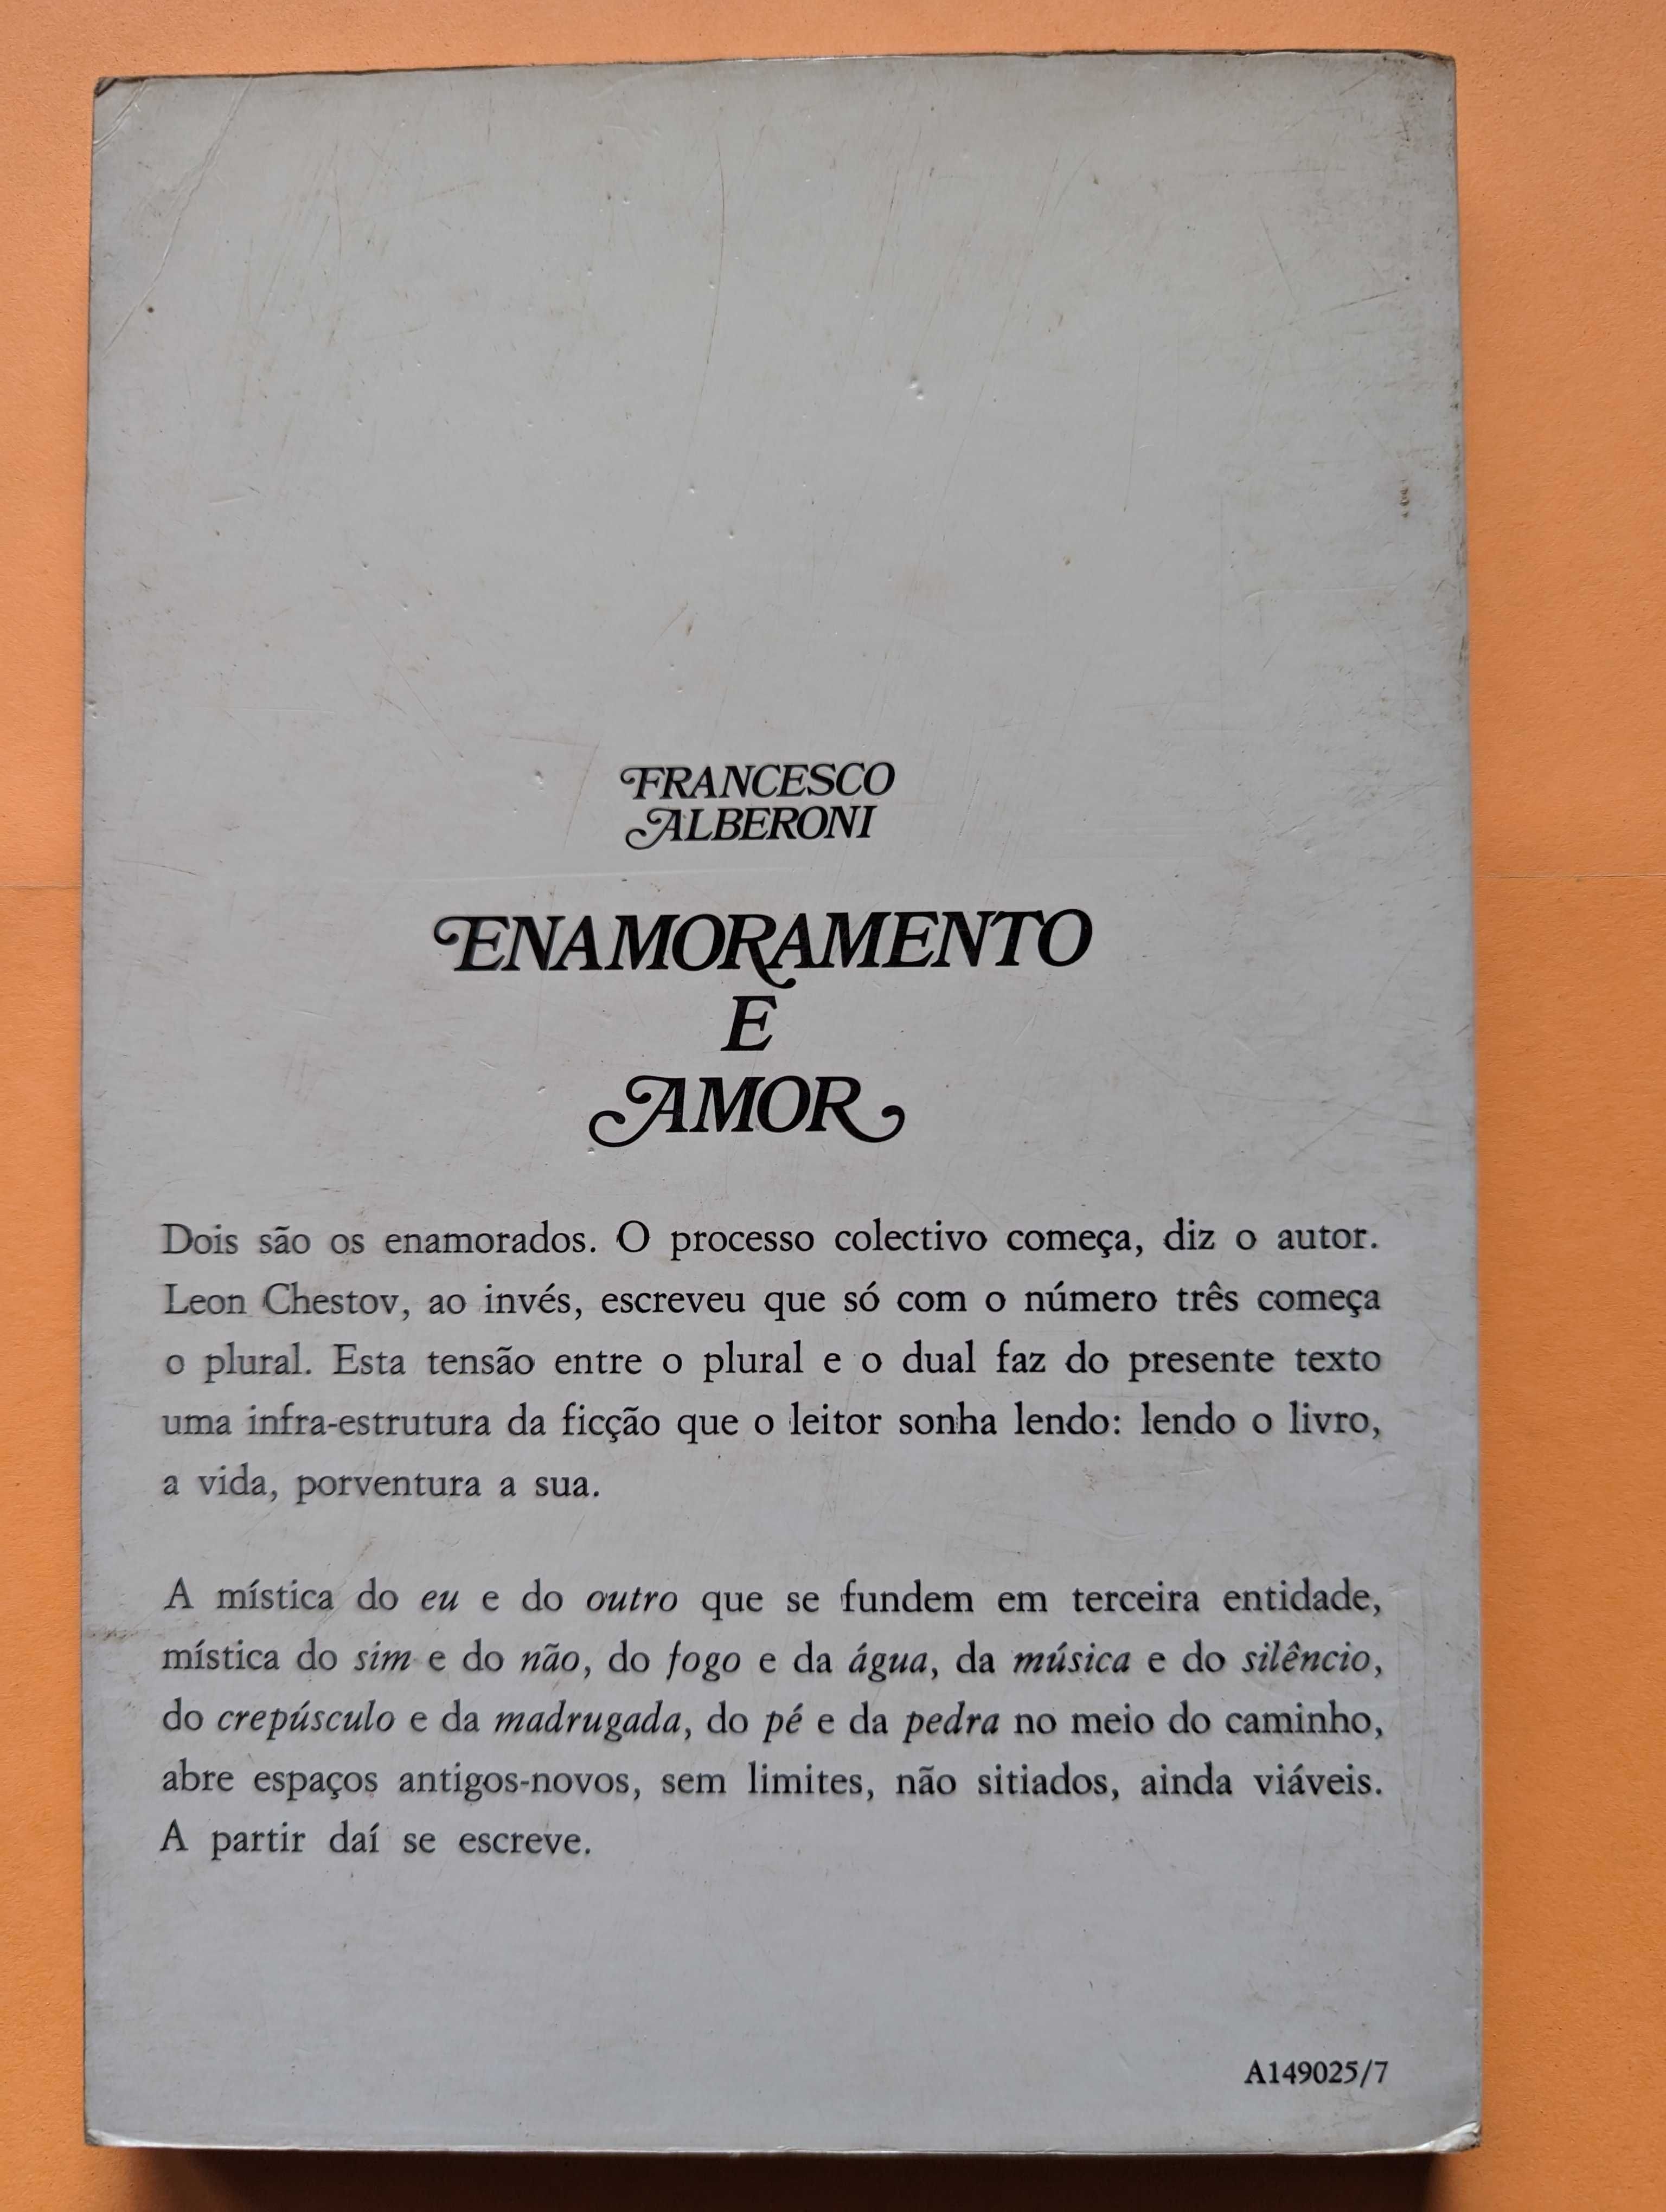 FRANCESCO
ALBERONI
ENAMORAMENTO
E
AMOR
Dois são os enamorados. O processo colectivo começa, diz o autor.
Leon Chestov, ao invés, escreveu que só com o número três começa
o plural. Esta tensão entre o plural e o dual faz do presente texto
uma infra-estrutura da ficção que o leitor sonha lendo: lendo o livro,
a vida, porventura a sua.
A mística do eu e do outro que se fundem em terceira entidade,
mística do sim e do não, do fogo e da água, da música e do silêncio,
do crepúsculo e da madrugada, do pé e da pedra no meio do caminho,
abre espaços antigos-novos, sem limites, não sitiados, ainda viáveis.
A partir daí se escreve.
A149025/7